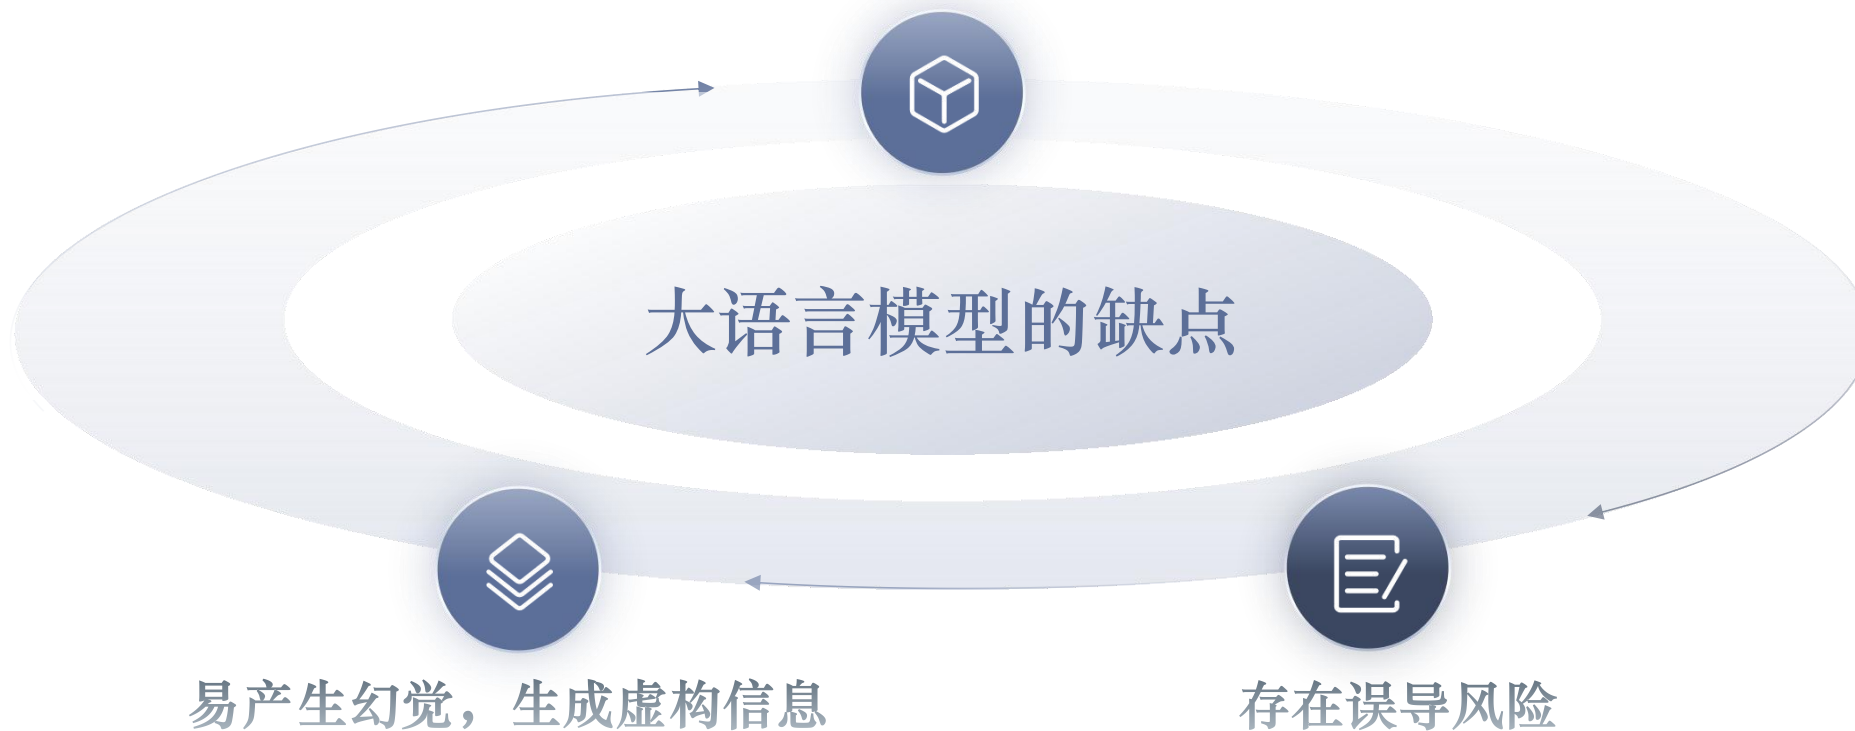 大语言模型的缺点
易产生幻觉，生成虚构信息
存在误导风险